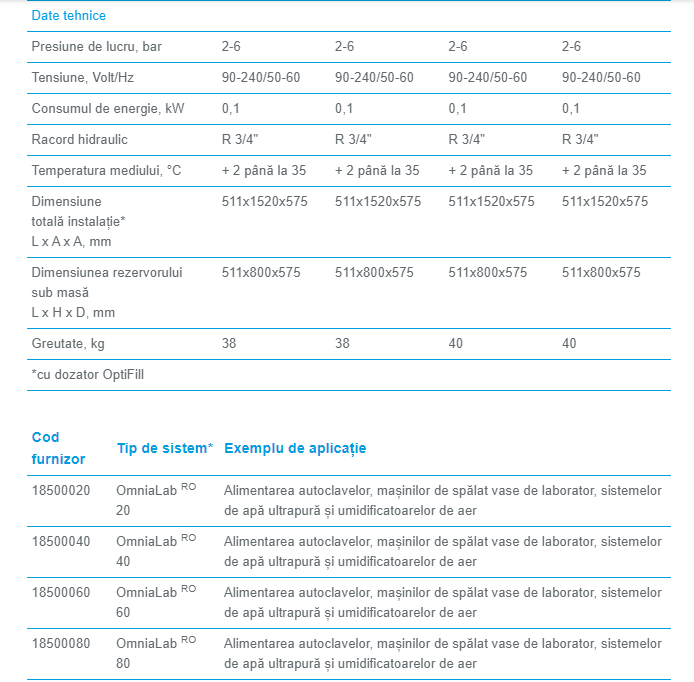 Date tehnice
Presiune de lucru, bar 2-6 2-6 2-6 2-6
Tensiune, Volt/Hz 90-240/50-60 90-240/50-60 90-240/50-60 90-240/50-60
Consumul de energie, kW 0,1 0,1 0,1 0,1
Racord hidraulic R 3/4" R 3/4" R 3/4" R 3/4"
Temperatura mediului, °C + 2 până la 35 + 2 până la 35 + 2 până la 35 + 2 până la 35
Dimensiune 511x1520x575 511x1520x575 511x1520x575 511x1520x575
totală instalație*
L x A x A, mm
Dimensiunea rezervorului 511x800x575 511x800x575 511x800x575 511x800x575
sub masă
L x H x D, mm
Greutate, kg 38 38 40 40
*cu dozator OptiFill
Cod
furnizor
Tip de sistem* Exemplu de aplicație
18500020 OmniaLab RO Alimentarea autoclavelor, mașinilor de spălat vase de laborator, sistemelor
20 de apă ultrapură și umidificatoarelor de aer
18500040 OmniaLab RO Alimentarea autoclavelor, mașinilor de spălat vase de laborator, sistemelor
40 de apă ultrapură și umidificatoarelor de aer
18500060 OmniaLab RO Alimentarea autoclavelor, mașinilor de spălat vase de laborator, sistemelor
60 de apă ultrapură și umidificatoarelor de aer
18500080 OmniaLab RO Alimentarea autoclavelor, mașinilor de spălat vase de laborator, sistemelor
80 de apă ultrapură și umidificatoarelor de aer